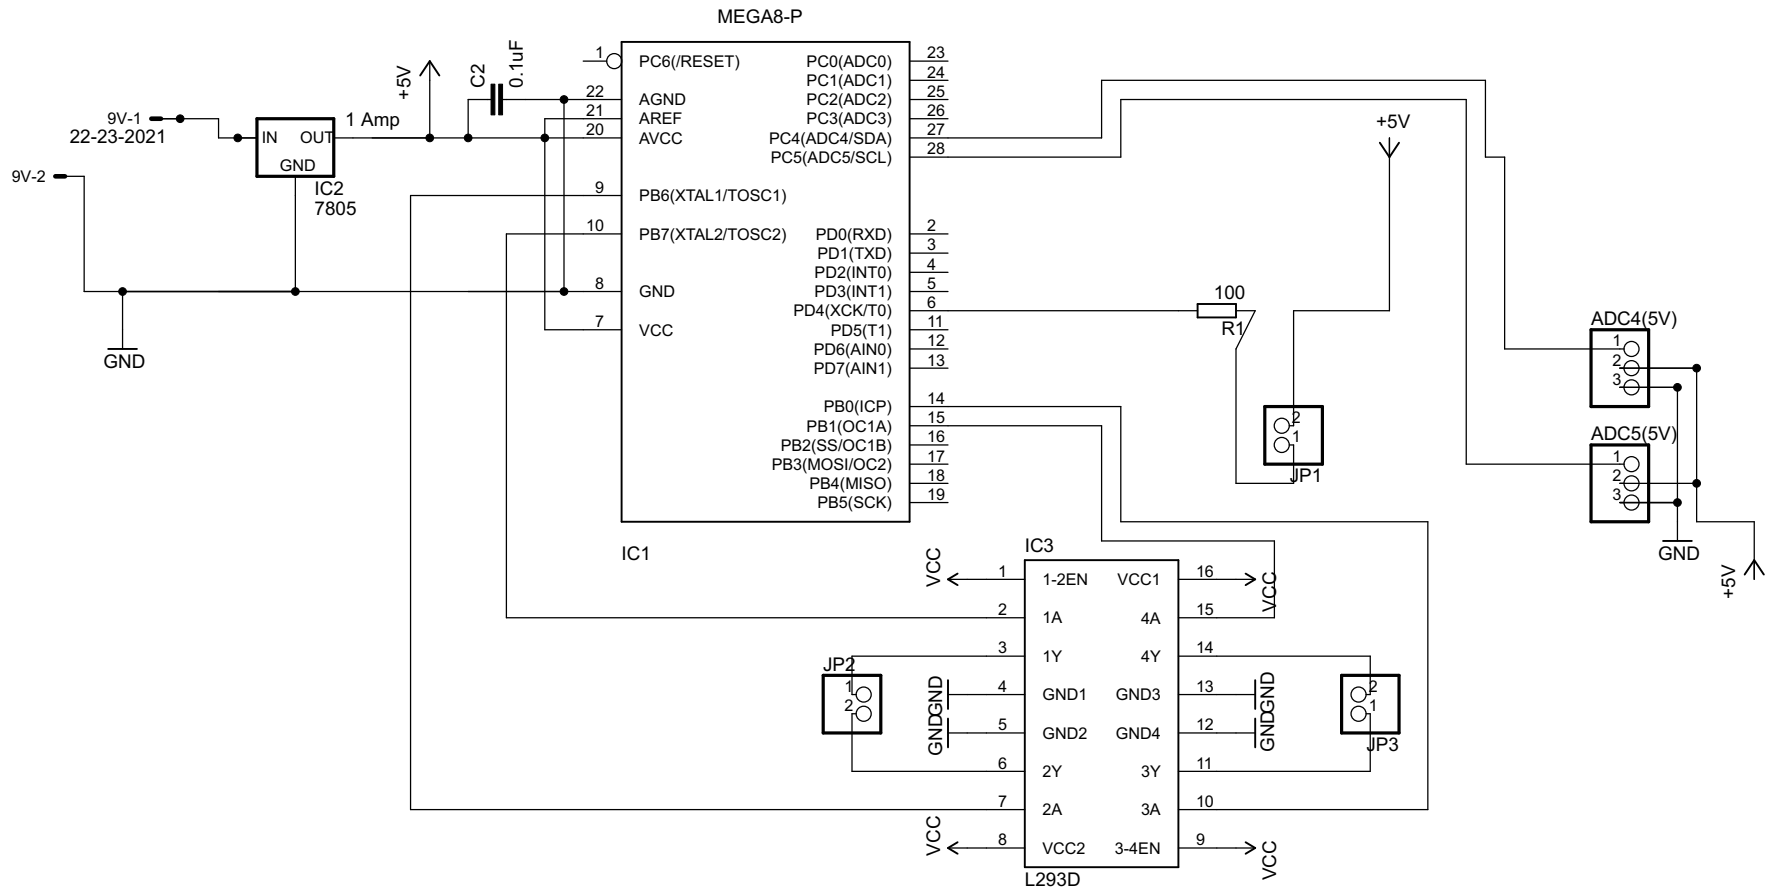 MEGA8-P
1 PC6(/RESET) PC0(ADC0) 23
PC1(ADC1) 24
22 AGND PC2(ADC2) 25
21 AREF PC3(ADC3) 26
20 AVCC PC4(ADC4/SDA) 27
PC5(ADC5/SCL) 28
9 PB6(XTAL1/TOSC1)
10 PB7(XTAL2/TOSC2) PD0(RXD) 2
PD1(TXD) 3
PD2(INT0) 4
8 GND PD3(INT1) 5
PD4(XCK/T0) 6
7 VCC PD5(T1) 11
PD6(AIN0) 12
PD7(AIN1) 13
PB0(ICP) 14
PB1(OC1A) 15
PB2(SS/OC1B) 16
PB3(MOSI/OC2) 17
PB4(MISO) 18
PB5(SCK) 19
IC1
C2
0.1uF
+5V
1 Amp
9V-1
22-23-2021
9V-2
IN OUT
GND
IC2
7805
GND
100
R1
+5V
2
1
JP1
ADC4(5V)
1
2
3
ADC5(5V)
1
2
3
GND
+5V
IC3
VCC 1 1-2EN VCC1 16 VCC
2 1A 4A 15
3 1Y 4Y 14
GND 4 GND1 GND3 13 GND
GND 5 GND2 GND4 12 GND
6 2Y 3Y 11
7 2A 3A 10
VCC 8 VCC2 3-4EN 9 VCC
L293D
JP2
1
2
2
1
JP3